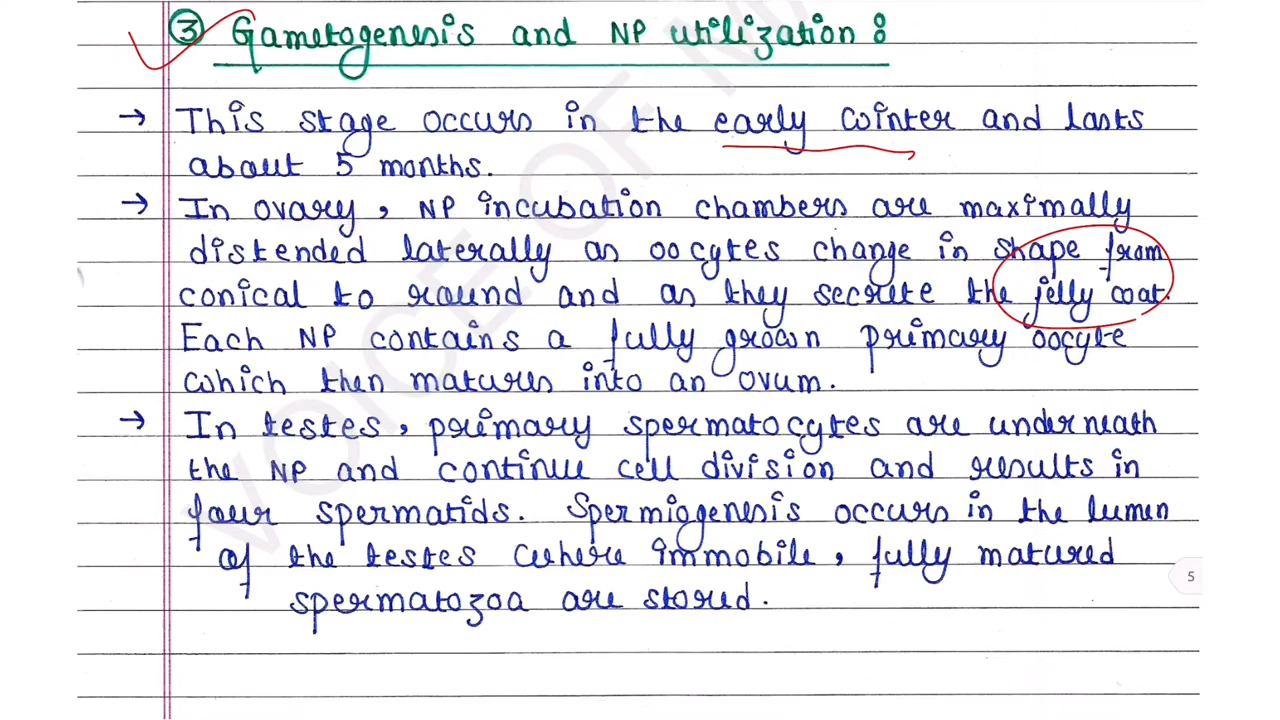 ③ Gametogenesis and NP utilization :
→ This stage occurs in the early winter and lasts
about 5 months.
→ In ovary, NP incubation chambers are maximally
distended laterally as oocytes change in shape from
conical to round and as they secrete the jelly coat.
Each NP contains a fully grown primary oocyte
which then matures into an ovum.
→ In testes, primary spermatocytes are underneath
the NP and continue cell division and results in
four spermatids. Spermiogenesis occurs in the lumen
of the testes where immobile, fully matured
spermatozoa are stored.
5
VOICE OF